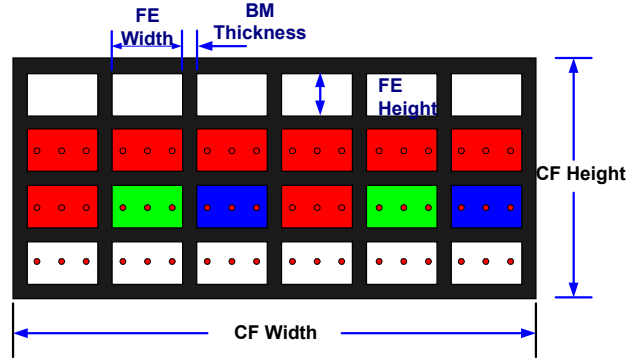 FE
Width
BM
Thickness
FE
Height
CF Height
CF Width